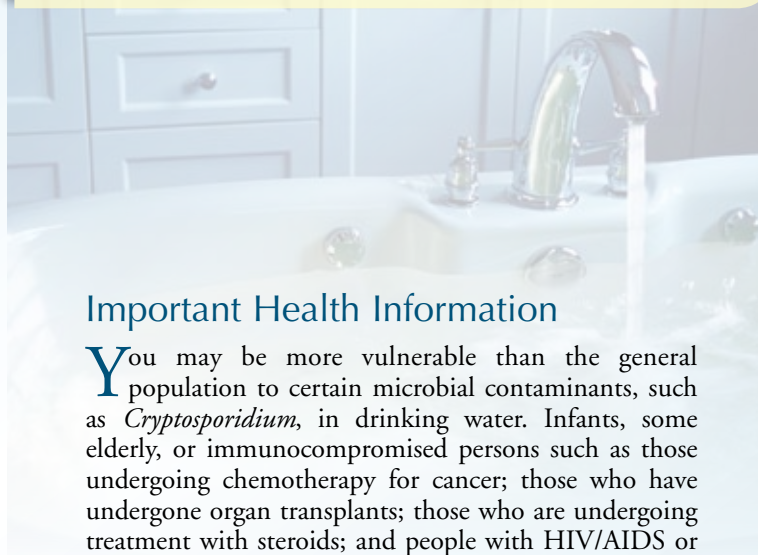 Important Health Information
You may be more vulnerable than the general
population to certain microbial contaminants, such
as Cryptosporidium, in drinking water. Infants, some
elderly, or immunocompromised persons such as those
undergoing chemotherapy for cancer; those who have
undergone organ transplants; those who are undergoing
treatment with steroids; and people with HIV/AIDS or